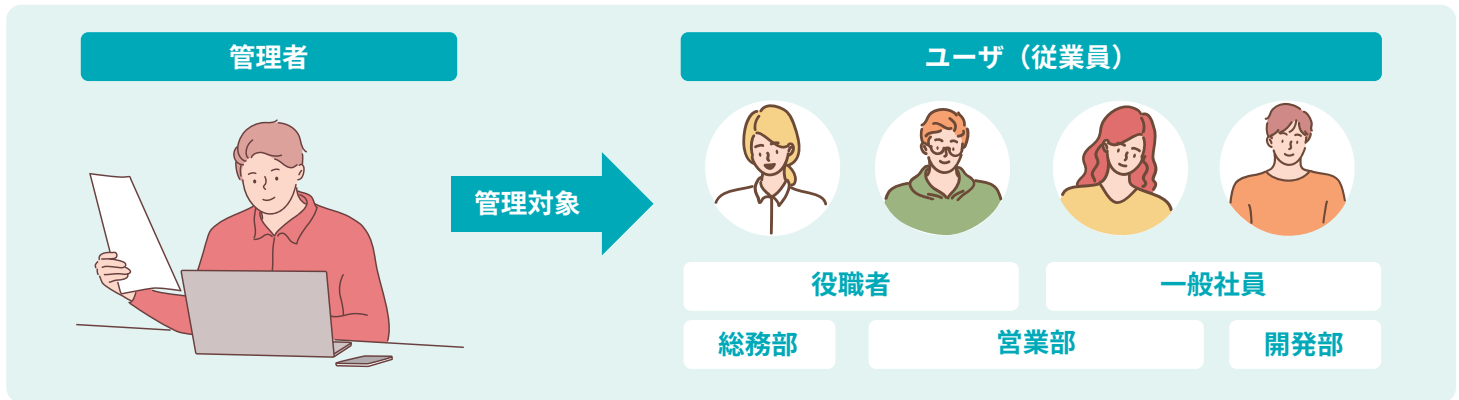 管理者
ユーザ（従業員）
管理対象
役職者
一般社員
総務部
営業部
開発部